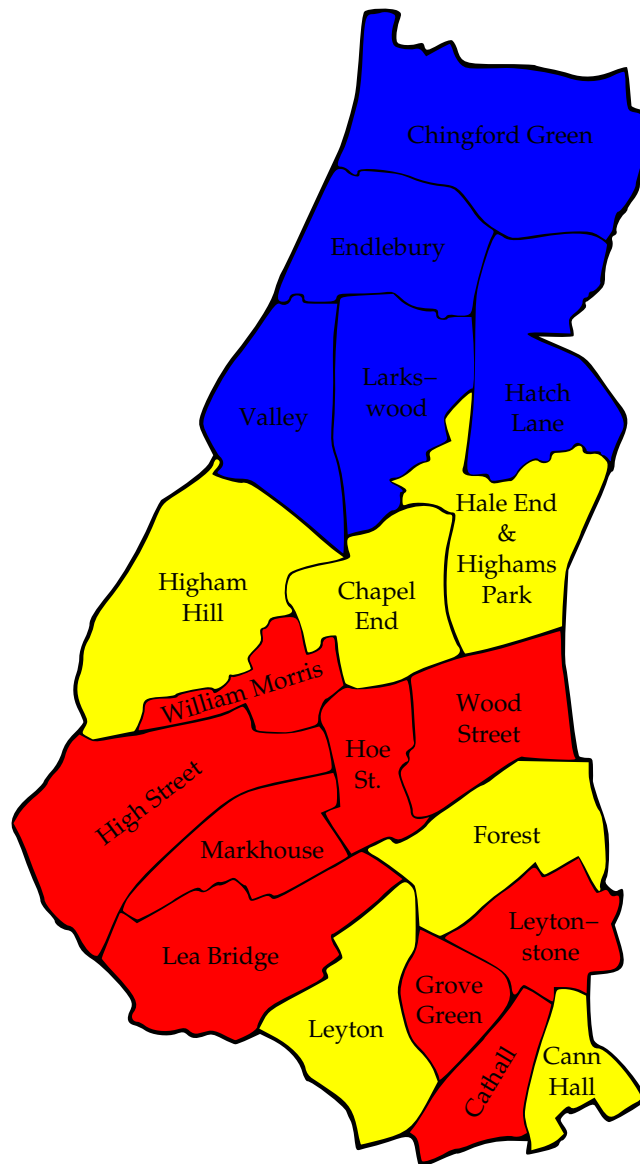 Chingford Green
Endlebury
Larks–
wood
Valley
Hatch
Lane
Hale End
&
Highams
Park
Higham
Hill
Chapel
End
William Morris
Wood
Street
Hoe
St.
High Street
Markhouse
Forest
Leyton–
stone
Lea Bridge
Grove
Green
Leyton
Cathall
Cann
Hall